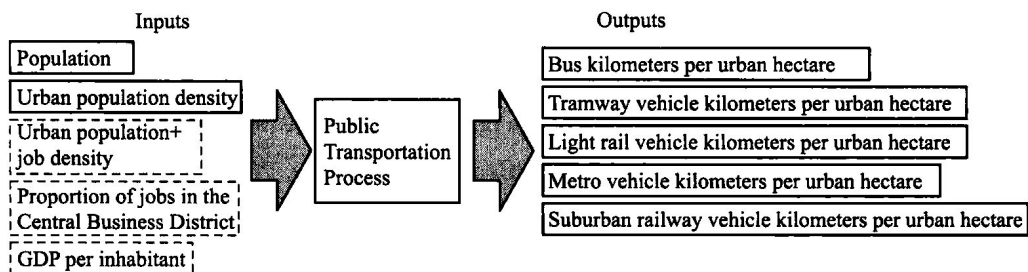 Inputs
Population
Urban population density
Urban population+
job density
Proportion of jobs in the
Central Business District
GDP per inhabitant
Public
Transportation
Process
Outputs
Bus kilometers per urban hectare
Tramway vehicle kilometers per urban hectare
Light rail vehicle kilometers per urban hectare
Metro vehicle kilometers per urban hectare
Suburban railway vehicle kilometers per urban hectare